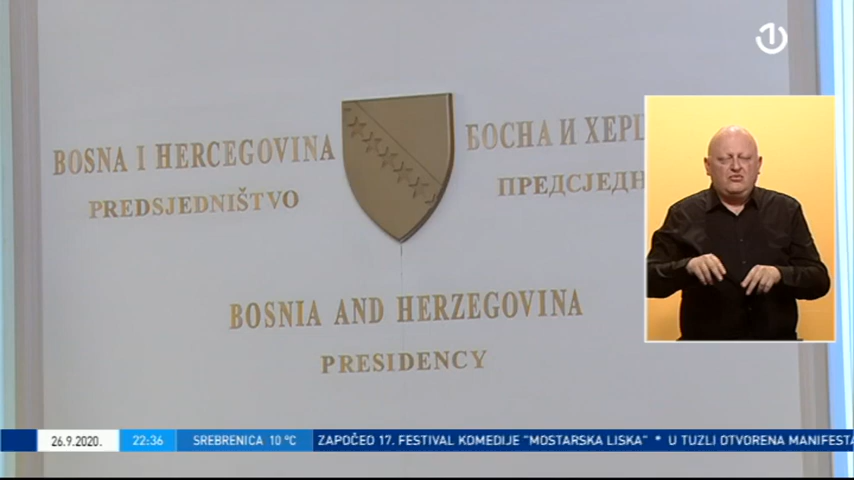 BOSNA I HERCEGOVINA
PREDSJEDNIŠTVO
БОСНА И
BOSNIA AND HERZEGOVINA
PRESIDENCY
26.9.2020.
22:36
SREBRENICA 10 °C
ZAPOČEO 17. FESTIVAL KOMEDIJE "MOSTARSKA LISKA" * U TUZLI OTVORENA